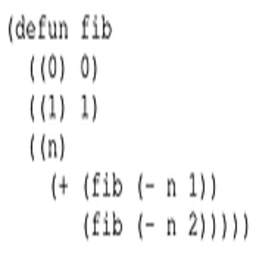 (defun fib
  ((0) 0)
  ((1) 1)
  ((n)
    (+ (fib (- n 1))
       (fib (- n 2)))))